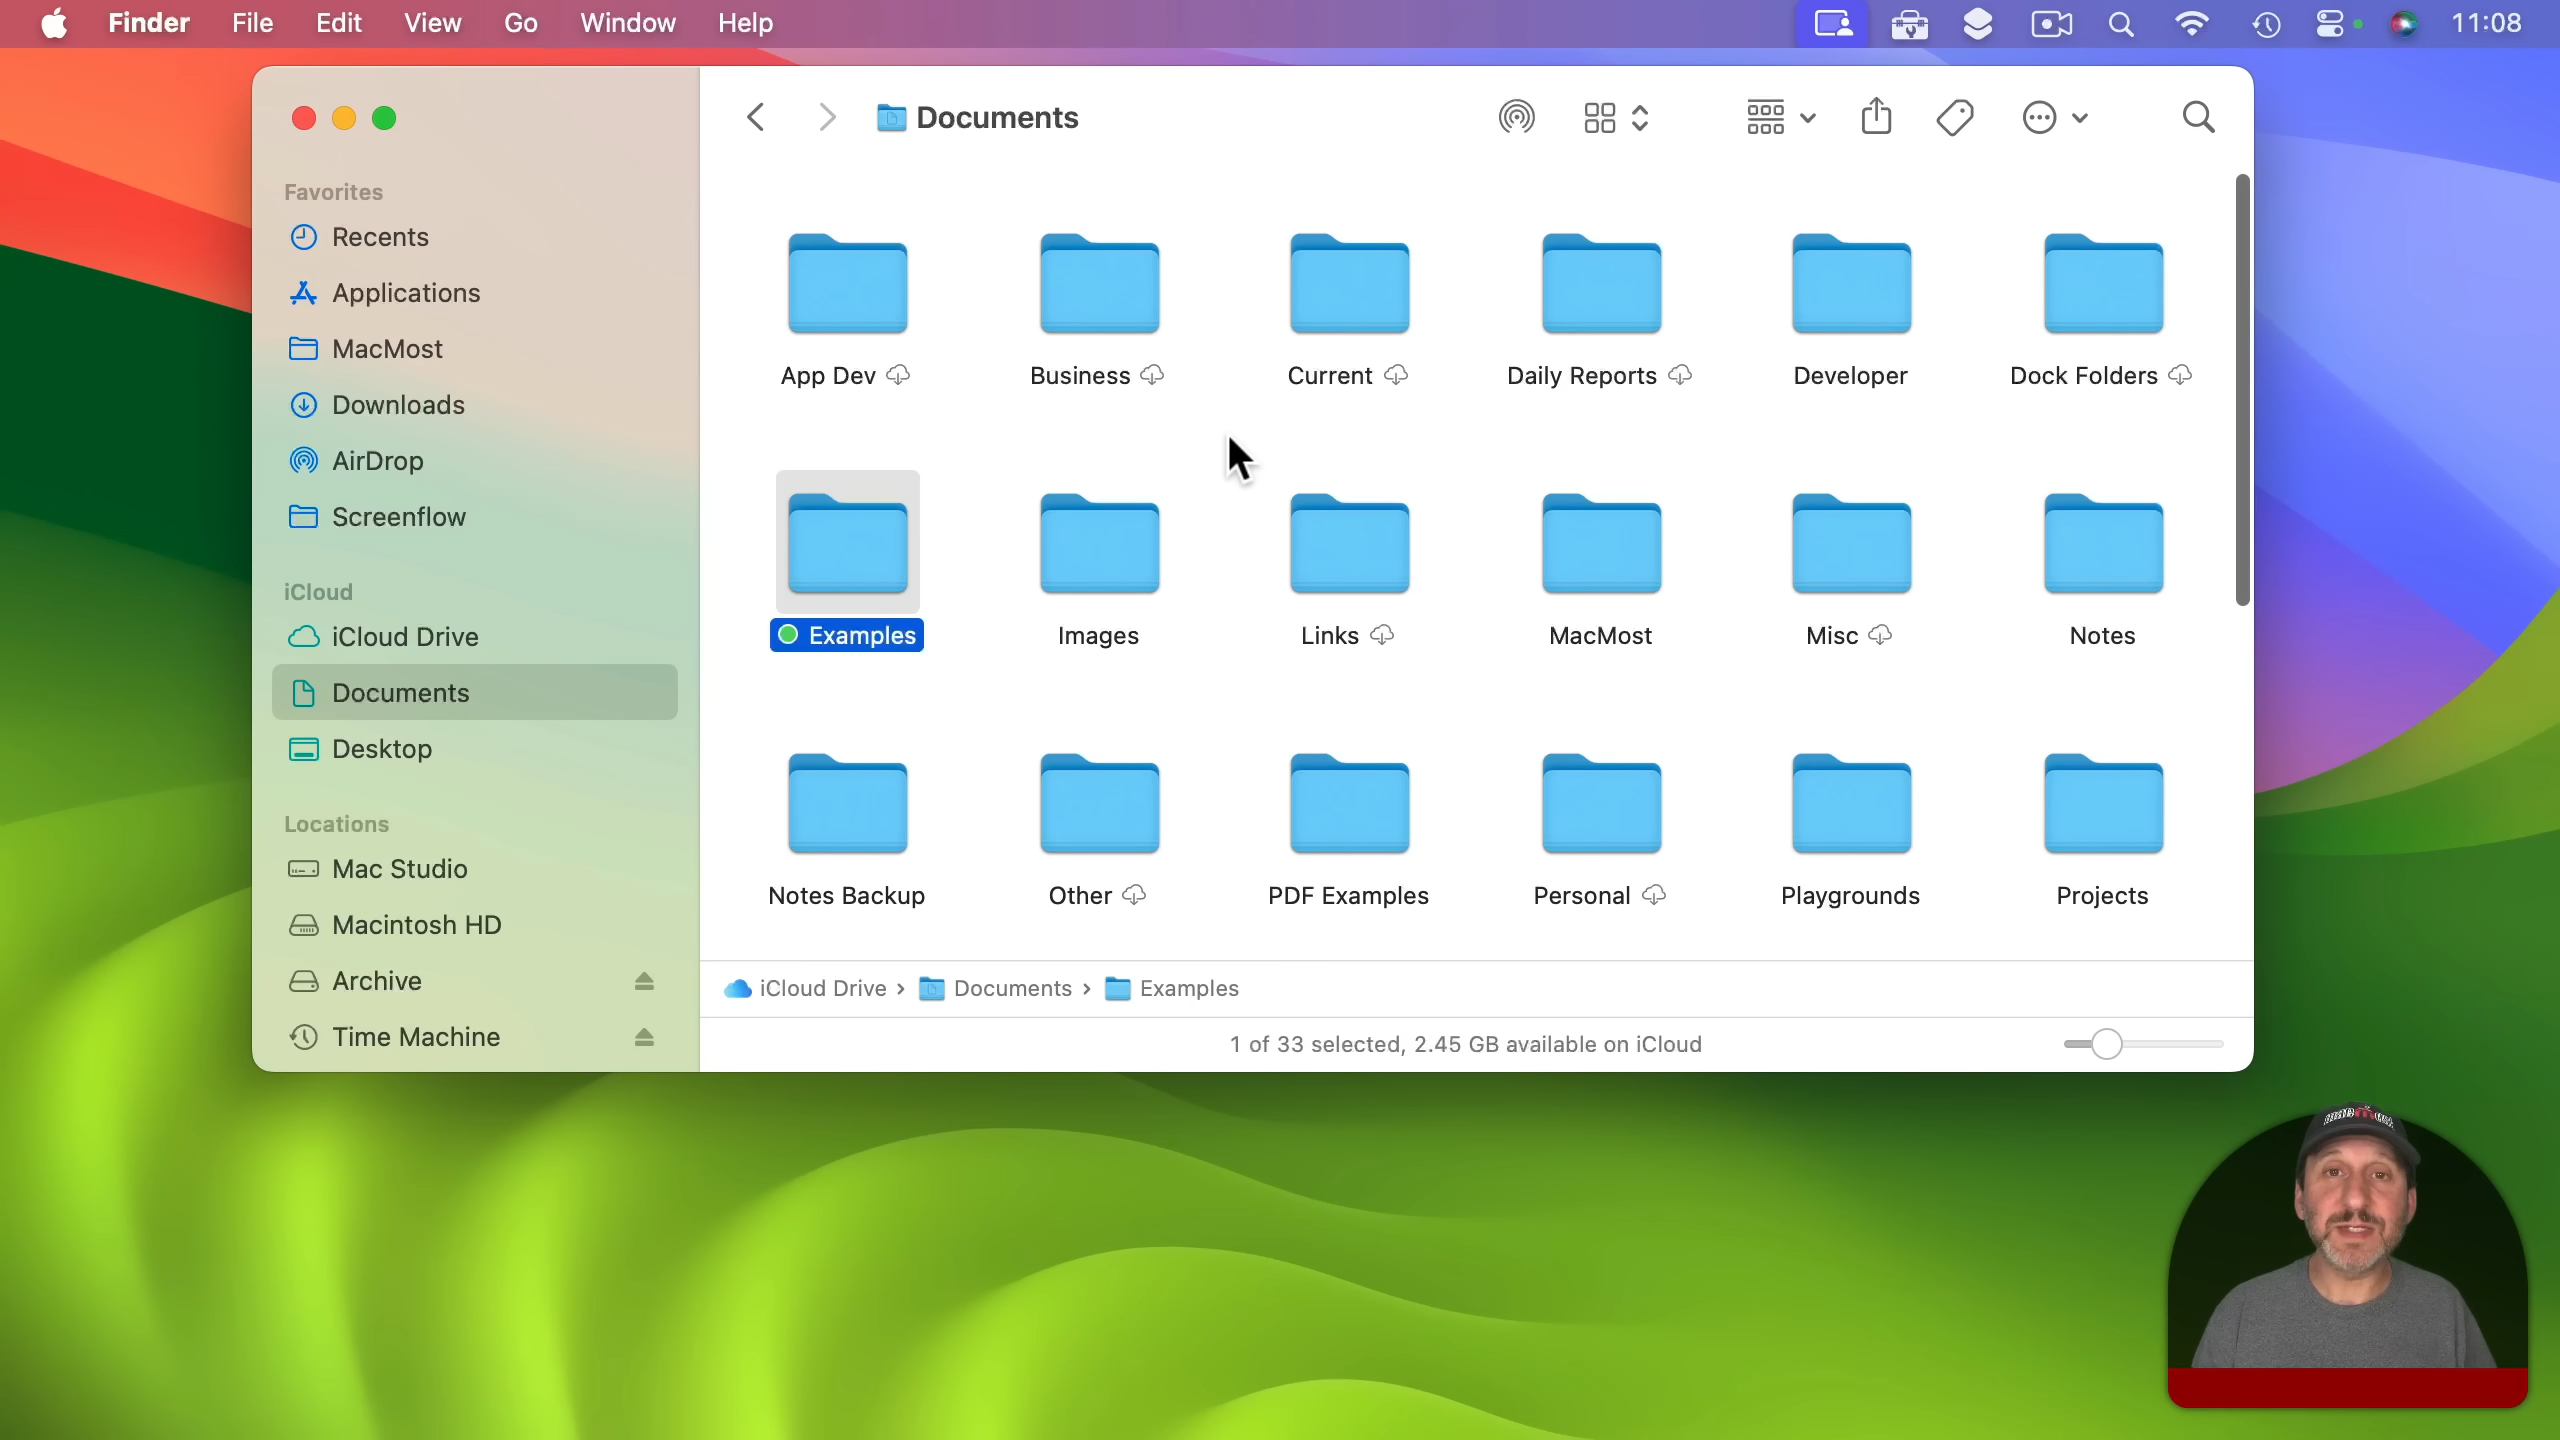 Finder File Edit View Go Window Help 11:08
Documents
Favorites
Recents
Applications
MacMost
Downloads
AirDrop
Screenflow
iCloud
iCloud Drive
Documents
Desktop
Locations
Mac Studio
Macintosh HD
Archive
Time Machine
App Dev Business Current Daily Reports Developer Dock Folders
Examples Images Links MacMost Misc Notes
Notes Backup Other PDF Examples Personal Playgrounds Projects
iCloud Drive › Documents › Examples
1 of 33 selected, 2.45 GB available on iCloud